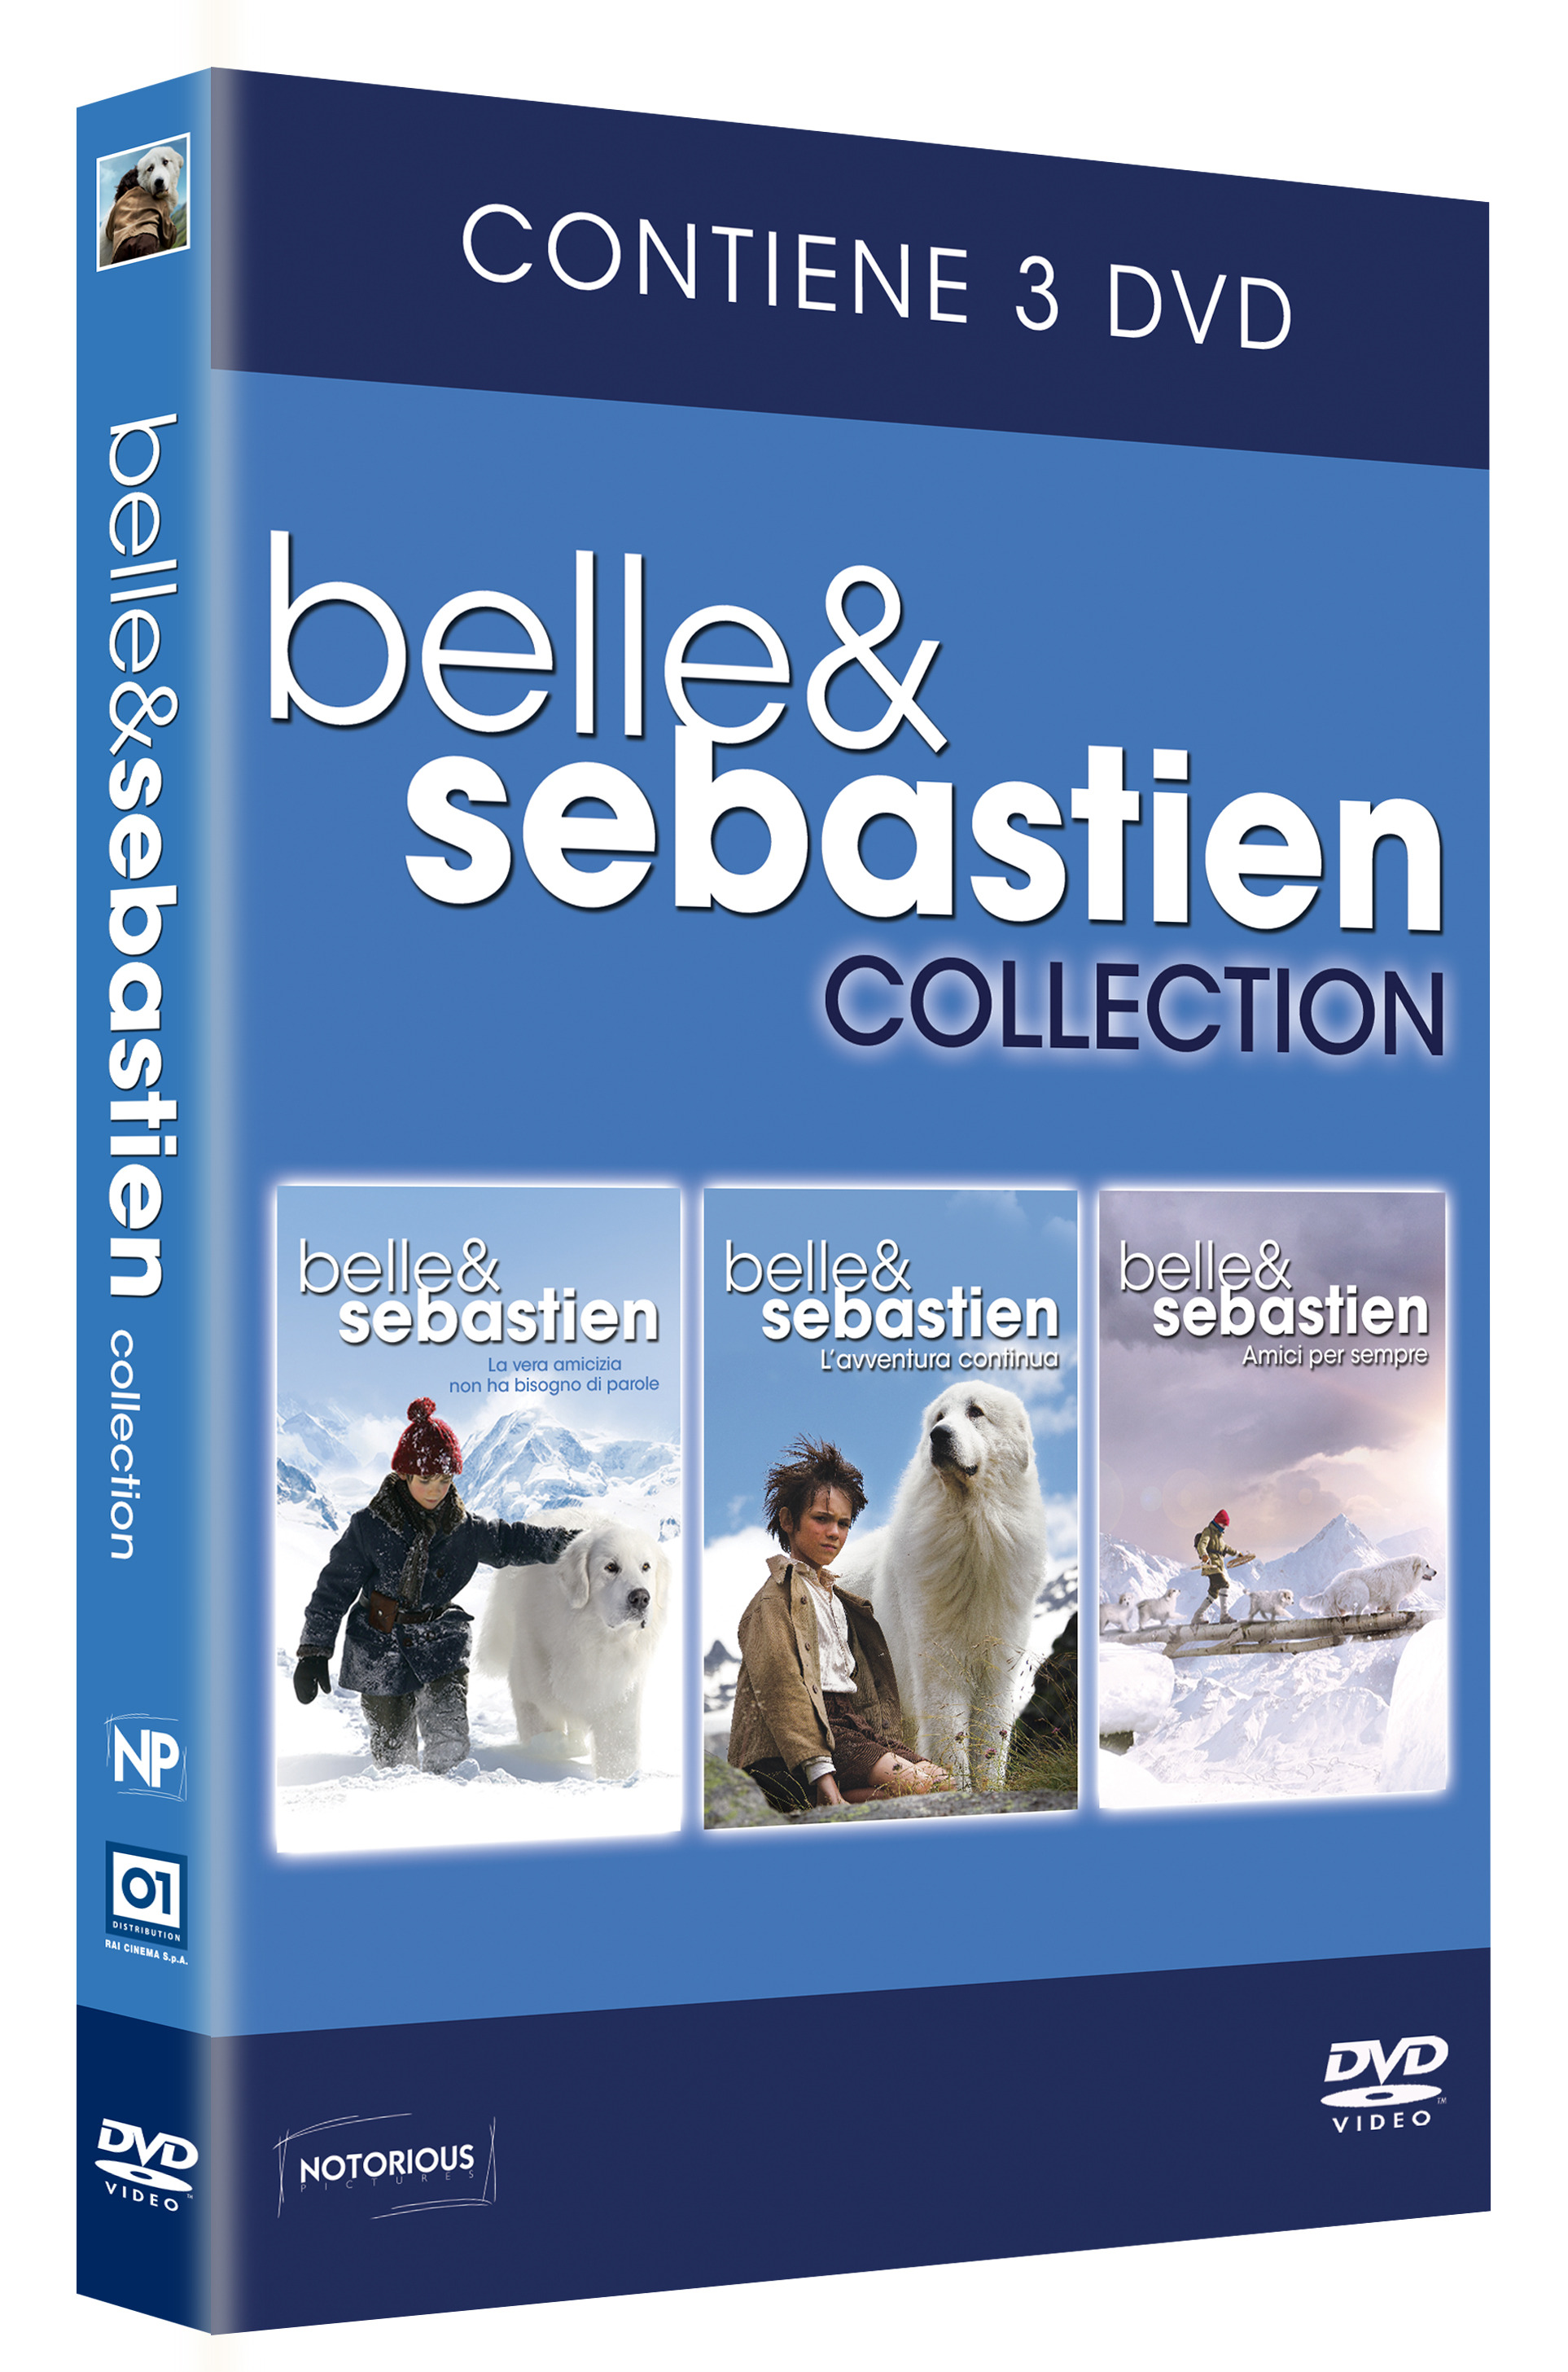 CONTIENE 3 DVD
belle&
sebastien
COLLECTION
belle&
sebastien
La vera amicizia
non ha bisogno di parole
belle&
sebastien
L'avventura continua
belle&
sebastien
Amici per sempre
NOTORIOUS
PICTURES
DVD
VIDEO
TM
belle&sebastien collection
NP
01
DISTRIBUTION
RAI CINEMA S.p.A.
DVD
VIDEO
TM